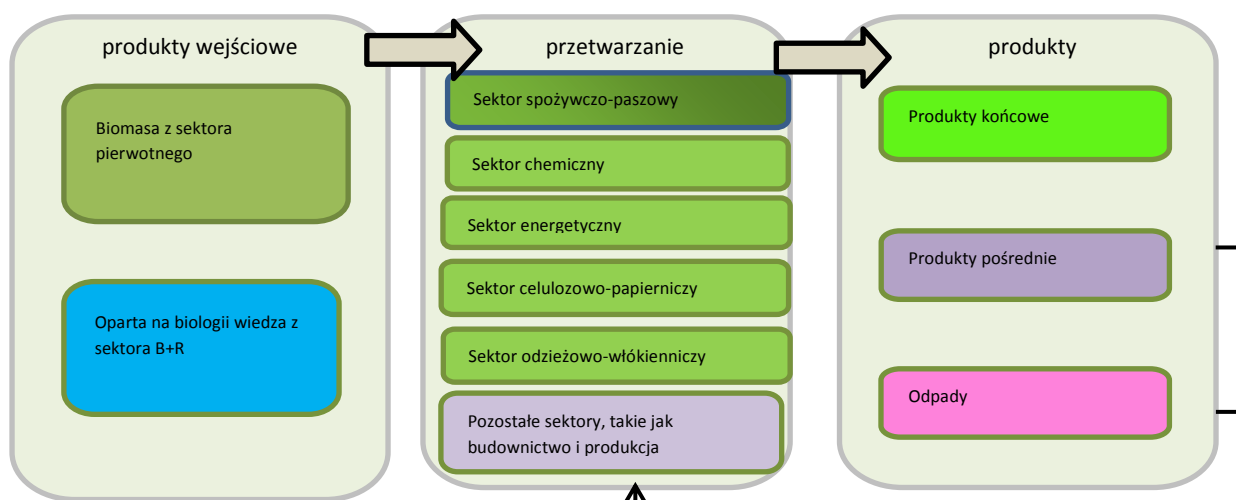 produkty wejściowe
Biomasa z sektora
pierwotnego
Oparta na biologii wiedza z
sektora B+R
przetwarzanie
Sektor spożywczo-paszowy
Sektor chemiczny
Sektor energetyczny
Sektor celulozowo-papierniczy
Sektor odzieżowo-włókienniczy
Pozostałe sektory, takie jak
budownictwo i produkcja
produkty
Produkty końcowe
Produkty pośrednie
Odpady